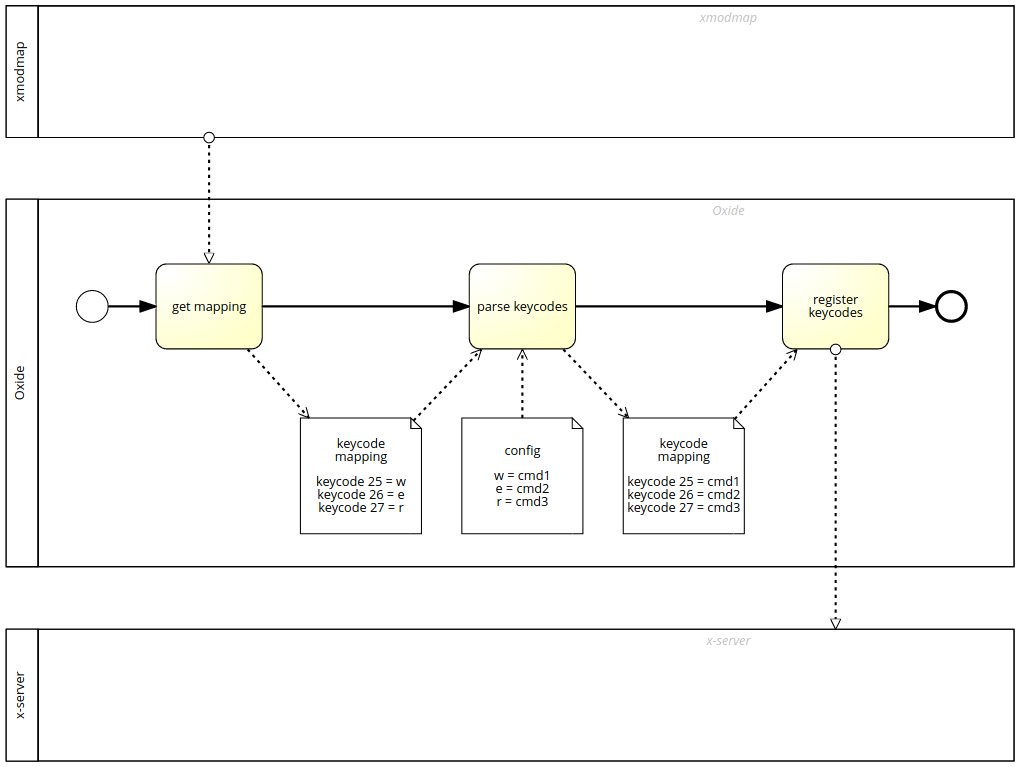 xmodmap
xmodmap
Oxide
Oxide
get mapping
parse keycodes
register
keycodes
keycode
mapping
keycode 25 = w
keycode 26 = e
keycode 27 = r
config
w = cmd1
e = cmd2
r = cmd3
keycode
mapping
keycode 25 = cmd1
keycode 26 = cmd2
keycode 27 = cmd3
x-server
x-server